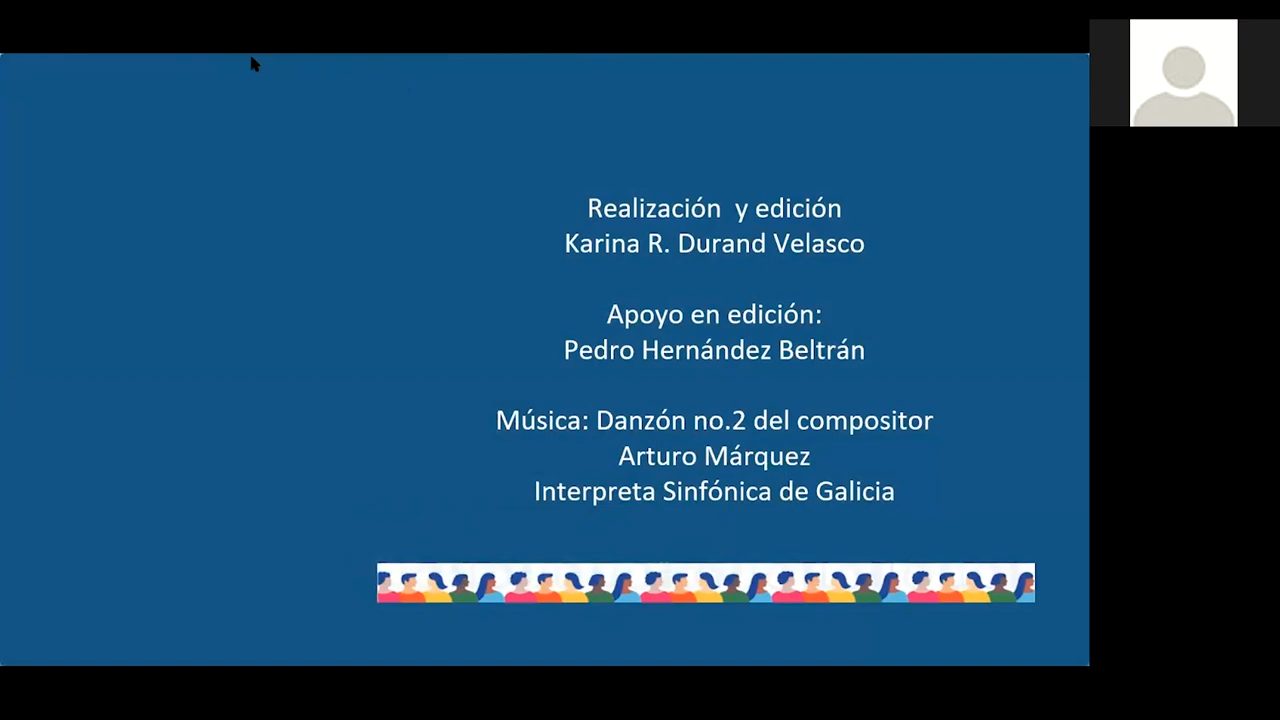 Realización y edición
Karina R. Durand Velasco
Apoyo en edición:
Pedro Hernández Beltrán
Música: Danzón no.2 del compositor
Arturo Márquez
Interpreta Sinfónica de Galicia